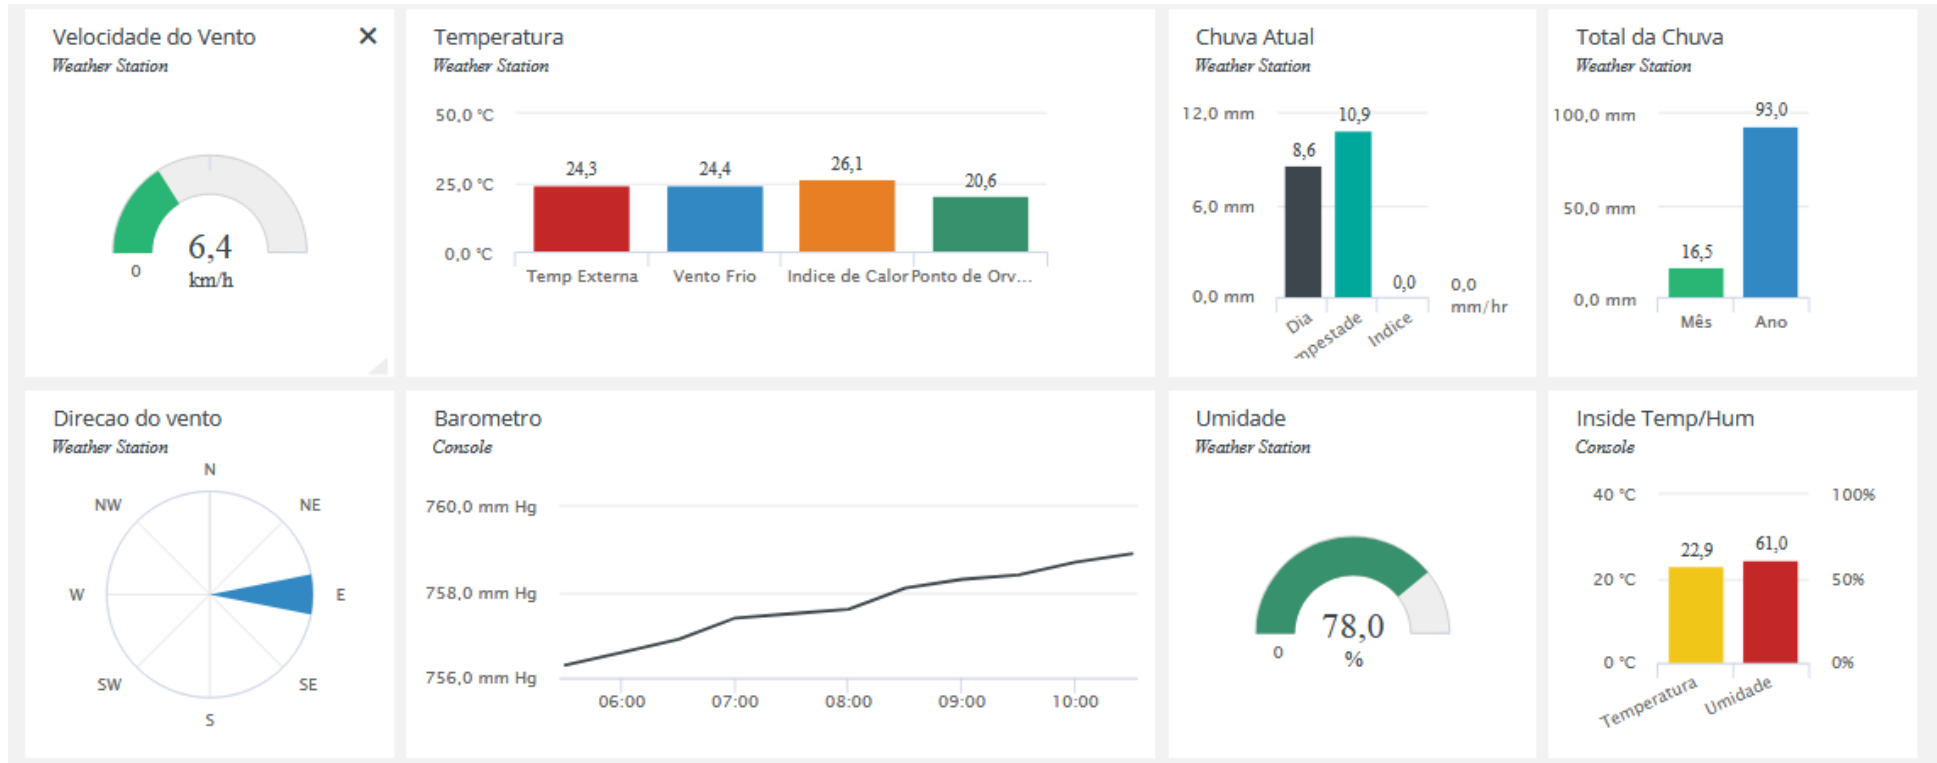 Velocidade do Vento
Weather Station
6,4
0
km/h
Temperatura
Weather Station
50,0 °C
25,0 °C
0,0 °C
24,3
24,4
26,1
20,6
Temp Externa
Vento Frio
Indice de Calor
Ponto de Orv...
Chuva Atual
Weather Station
12,0 mm
6,0 mm
0,0 mm
8,6
10,9
0,0
0,0
mm/hr
Dia
mpestade
Indice
Total da Chuva
Weather Station
100,0 mm
50,0 mm
0,0 mm
16,5
93,0
Mês
Ano
Direcao do vento
Weather Station
N
NW
NE
W
E
SW
SE
S
Barometro
Console
760,0 mm Hg
758,0 mm Hg
756,0 mm Hg
06:00
07:00
08:00
09:00
10:00
Umidade
Weather Station
78,0
0
%
Inside Temp/Hum
Console
40 °C
20 °C
0 °C
22,9
61,0
100%
50%
0%
Temperatura
Umidade